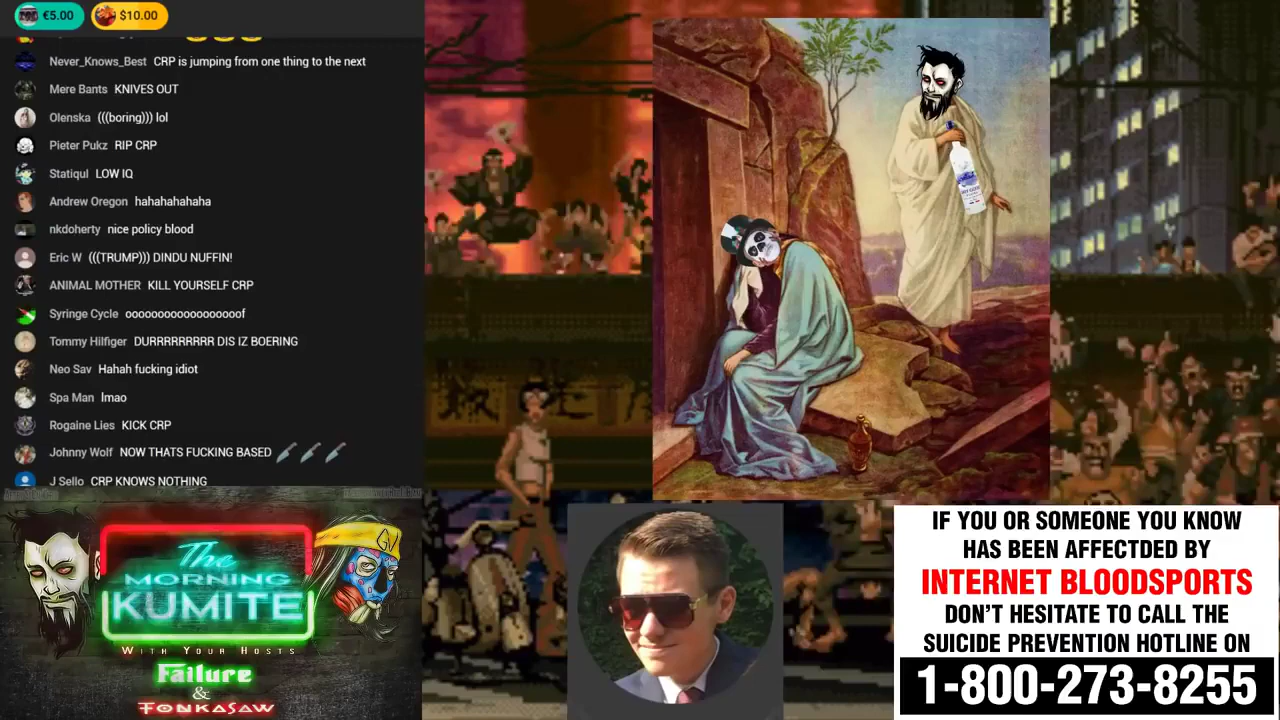 €5.00 $10.00
Never_Knows_Best CRP is jumping from one thing to the next
Mere Bants KNIVES OUT
Olenska (((boring))) lol
Pieter Pukz RIP CRP
Statiqul LOW IQ
Andrew Oregon hahahahahaha
nkdoherty nice policy blood
Eric W (((TRUMP))) DINDU NUFFIN!
ANIMAL MOTHER KILL YOURSELF CRP
Syringe Cycle oooooooooooooooooof
Tommy Hilfiger DURRRRRRRRR DIS IZ BOERING
Neo Sav Hahah fucking idiot
Spa Man lmao
Rogaine Lies KICK CRP
Johnny Wolf NOW THATS FUCKING BASED
J Sello CRP KNOWS NOTHING
The
MORNING
KUMITE
WITH YOUR HOSTS
Failure
&
TONKASAW
IF YOU OR SOMEONE YOU KNOW
HAS BEEN AFFECTDED BY
INTERNET BLOODSPORTS
DON'T HESITATE TO CALL THE
SUICIDE PREVENTION HOTLINE ON
1-800-273-8255